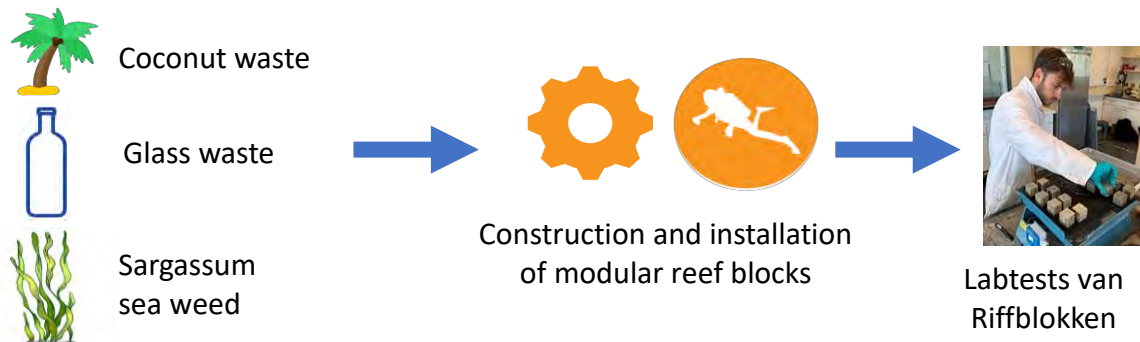 Coconut waste
Glass waste
Sargassum
sea weed
Construction and installation
of modular reef blocks
Labtests van
Riffblokken